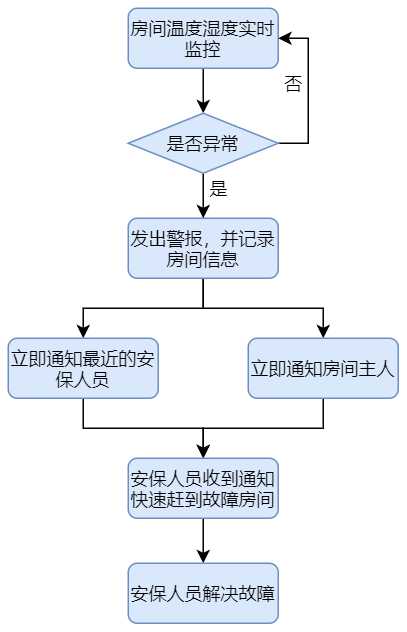 房间温度湿度实时
监控
否
是否异常
是
发出警报，并记录
房间信息
立即通知最近的安
保人员
立即通知房间主人
安保人员收到通知
快速赶到故障房间
安保人员解决故障